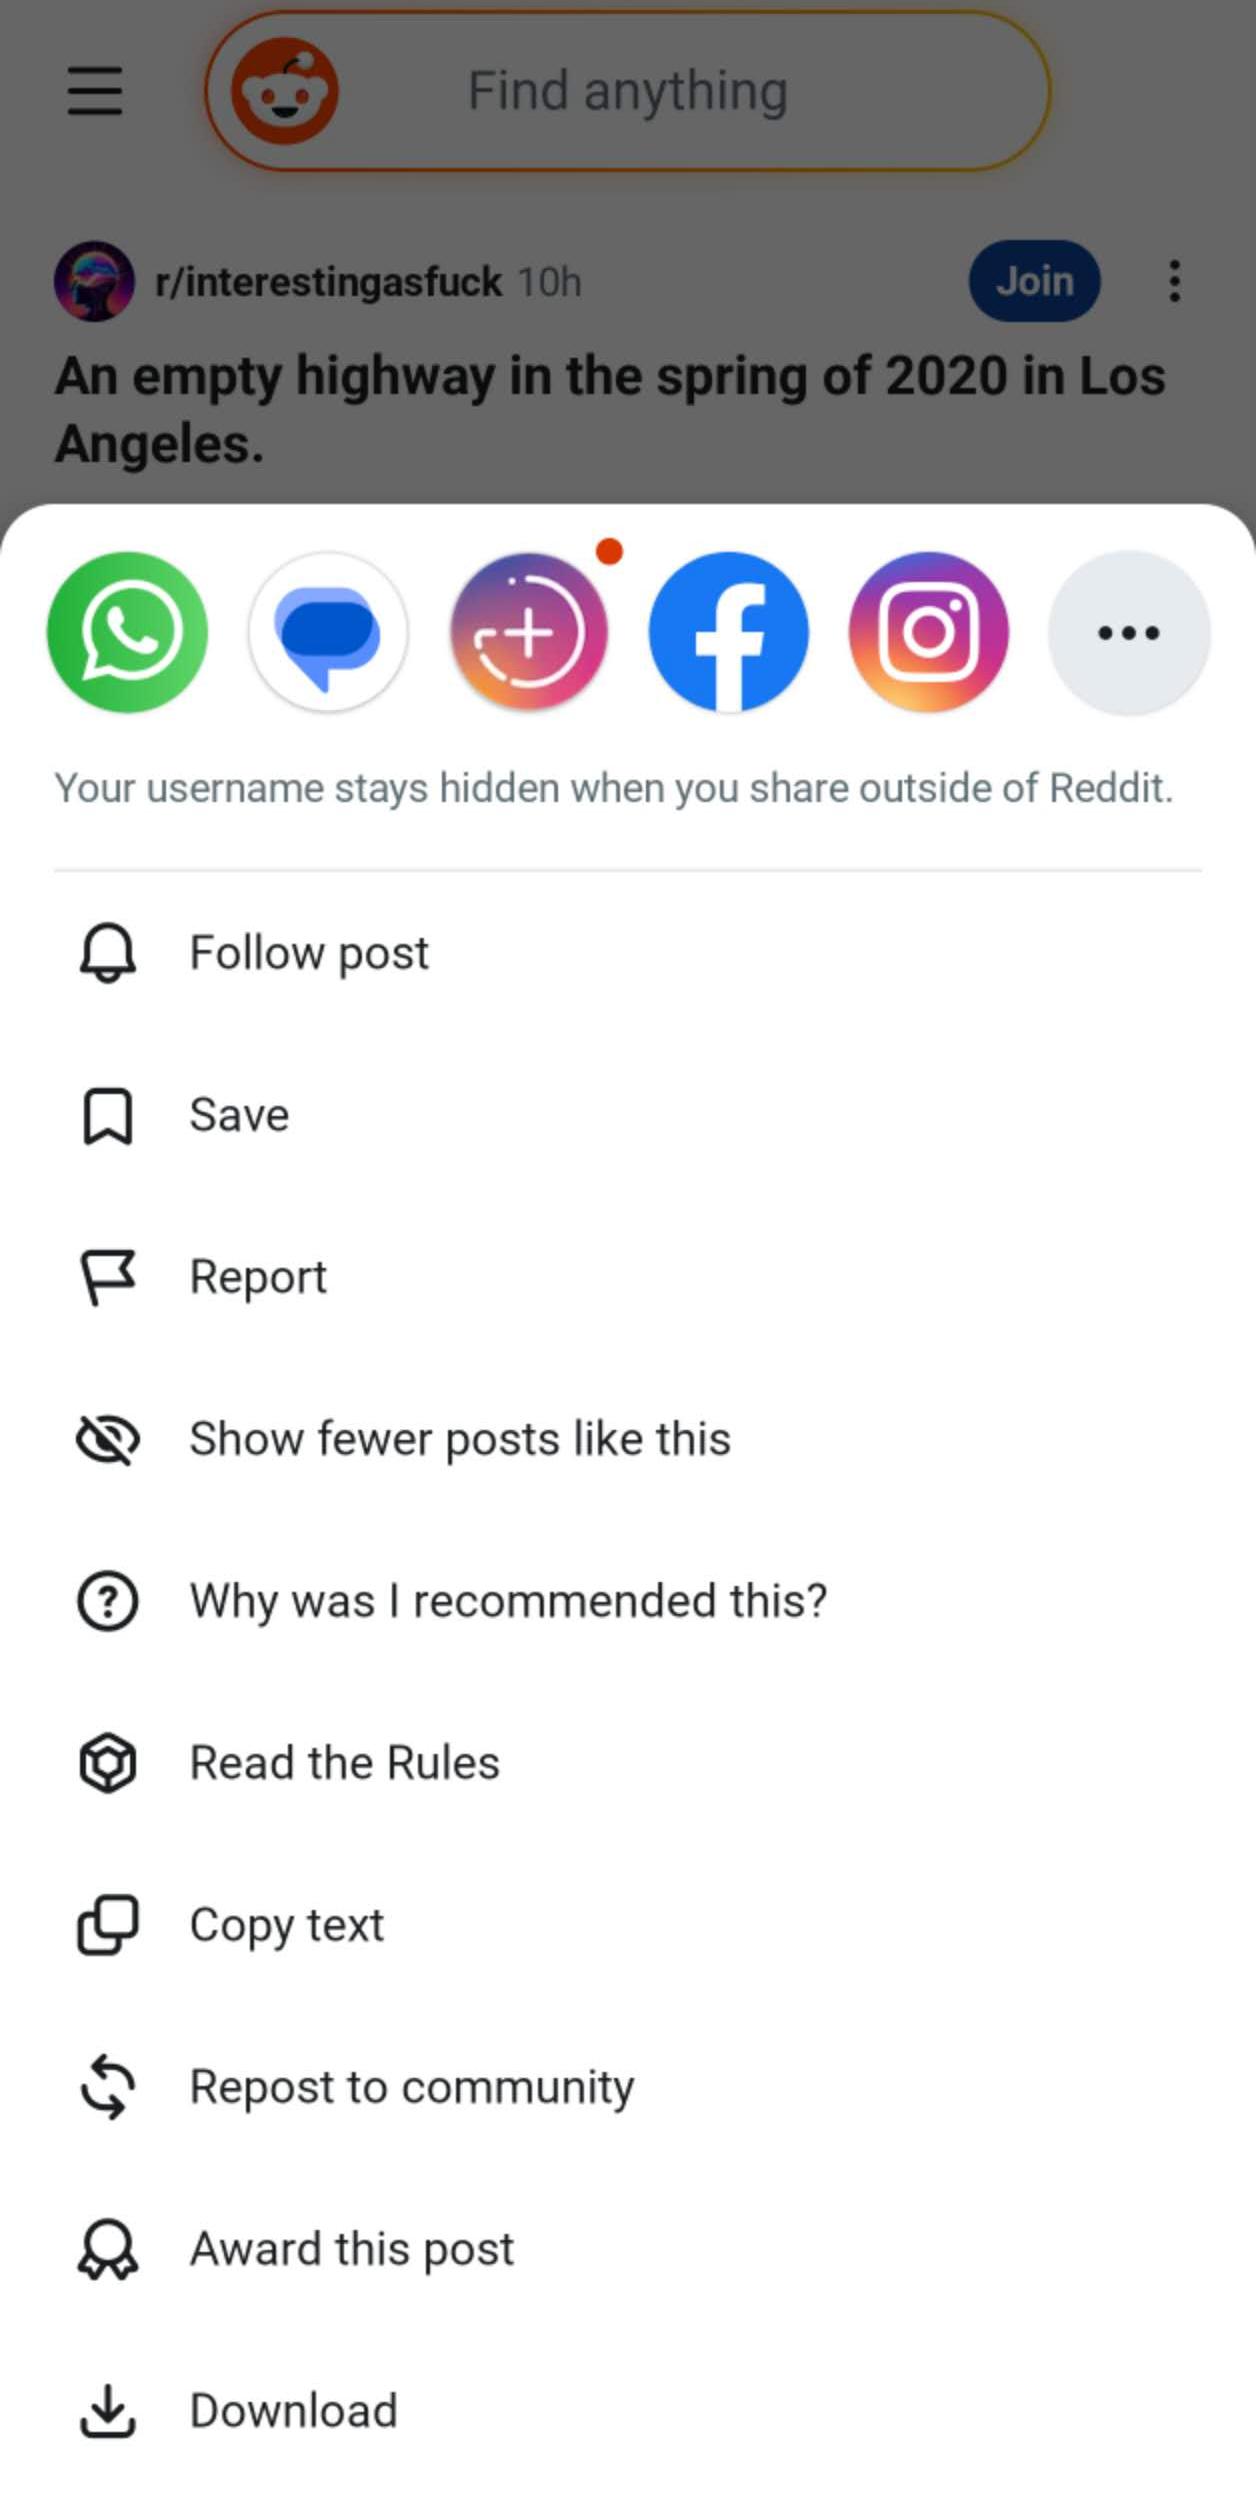 Find anything
r/interestingasfuck 10h
Join
An empty highway in the spring of 2020 in Los
Angeles.
Your username stays hidden when you share outside of Reddit.
Follow post
Save
Report
Show fewer posts like this
Why was I recommended this?
Read the Rules
Copy text
Repost to community
Award this post
Download